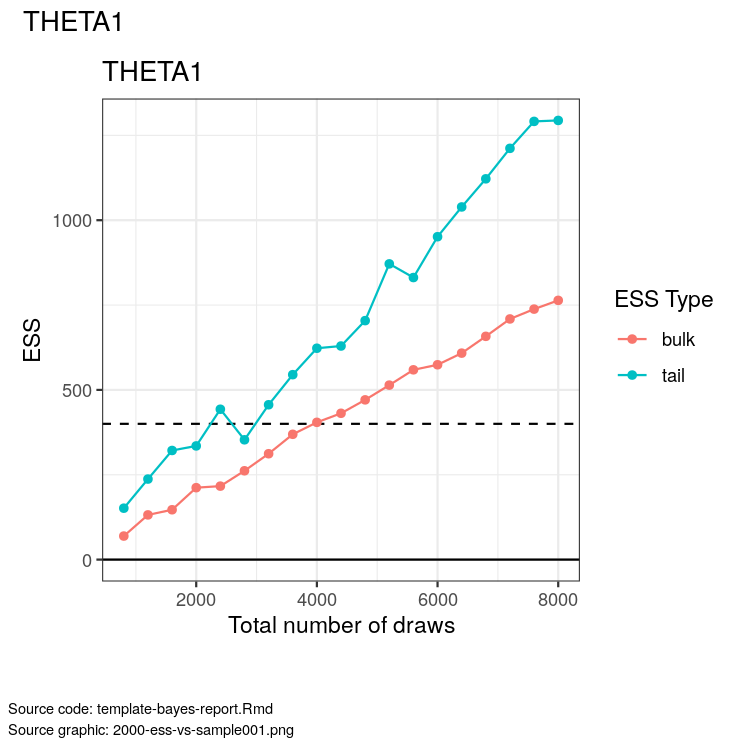 THETA1
THETA1
1000
500
0
ESS
2000 4000 6000 8000
Total number of draws
ESS Type
bulk
tail
Source code: template-bayes-report.Rmd
Source graphic: 2000-ess-vs-sample001.png